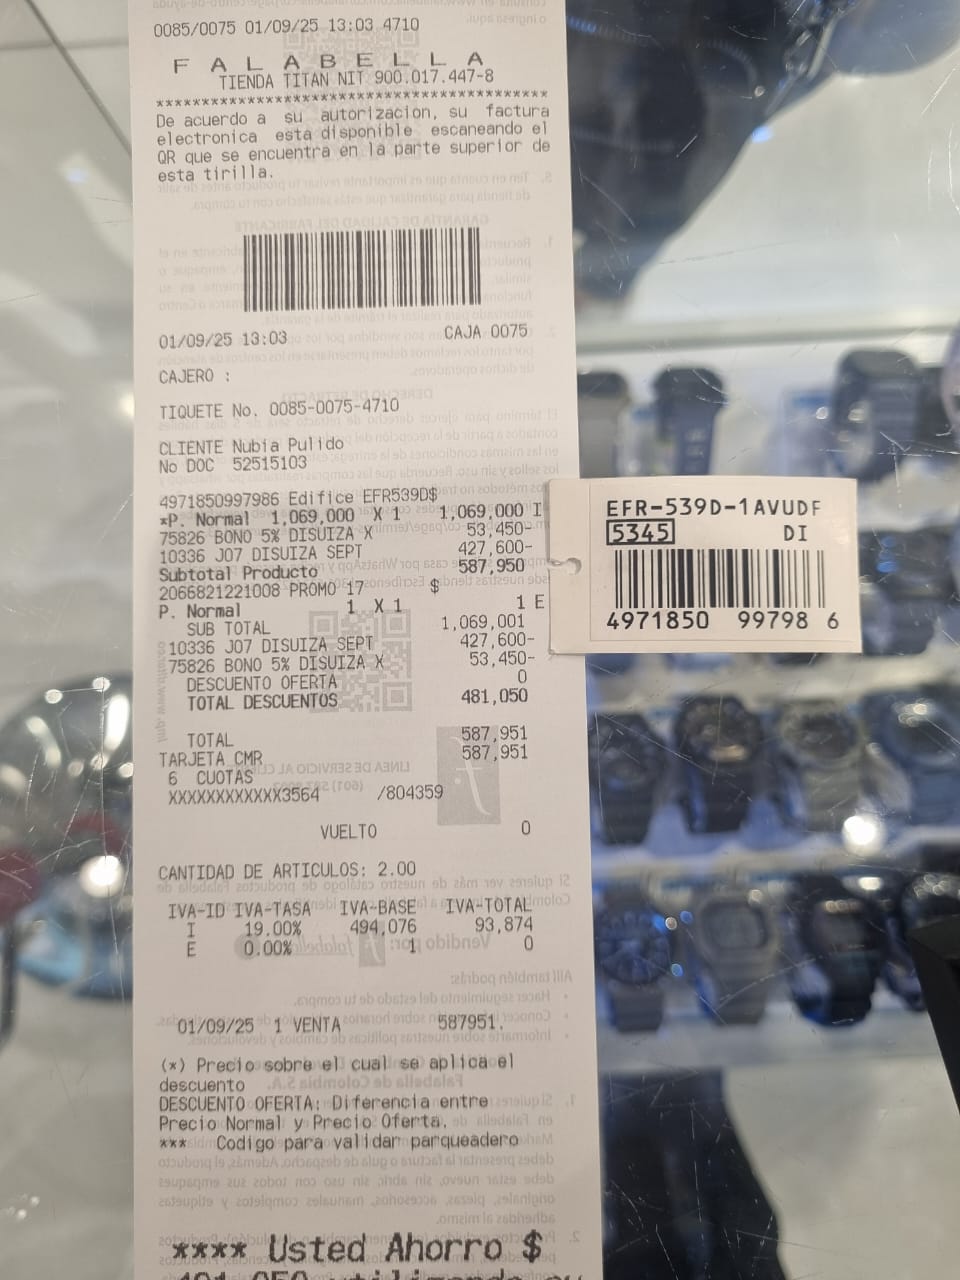 0085/0075 01/09/25 13:03 4710
F A L A B E L L A
TIENDA TITAN NIT 900.017.447-8
*******************************************
De acuerdo a su autorizacion, su factura
electronica esta disponible escaneando el
QR que se encuentra en la parte superior de
esta tirilla.
01/09/25 13:03 CAJA 0075
CAJERO :
TIQUETE No. 0085-0075-4710
CLIENTE Nubia Pulido
No DOC 52515103
4971850997986 Edifice EFR539D$
*P. Normal 1,069,000 X 1 1,069,000 I
75826 BONO 5% DISUIZA X 53,450-
10336 J07 DISUIZA SEPT 427,600-
Subtotal Producto 587,950
2066821221008 PROMO 17 $
P. Normal 1 X 1 1 E
SUB TOTAL 1,069,001
10336 J07 DISUIZA SEPT 427,600-
75826 BONO 5% DISUIZA X 53,450-
DESCUENTO OFERTA 0
TOTAL DESCUENTOS 481,050
TOTAL 587,951
TARJETA CMR 587,951
6 CUOTAS
XXXXXXXXXXXX3564 /804359
VUELTO 0
CANTIDAD DE ARTICULOS: 2.00
IVA-ID IVA-TASA IVA-BASE IVA-TOTAL
I 19.00% 494,076 93,874
E 0.00% 1 0
01/09/25 1 VENTA 587951.
(*) Precio sobre el cual se aplica el
descuento
DESCUENTO OFERTA: Diferencia entre
Precio Normal y Precio Oferta.
*** Codigo para validar parqueadero
**** Usted Ahorro $
EFR-539D-1AVUDF
5345 DI
4971850 99798 6